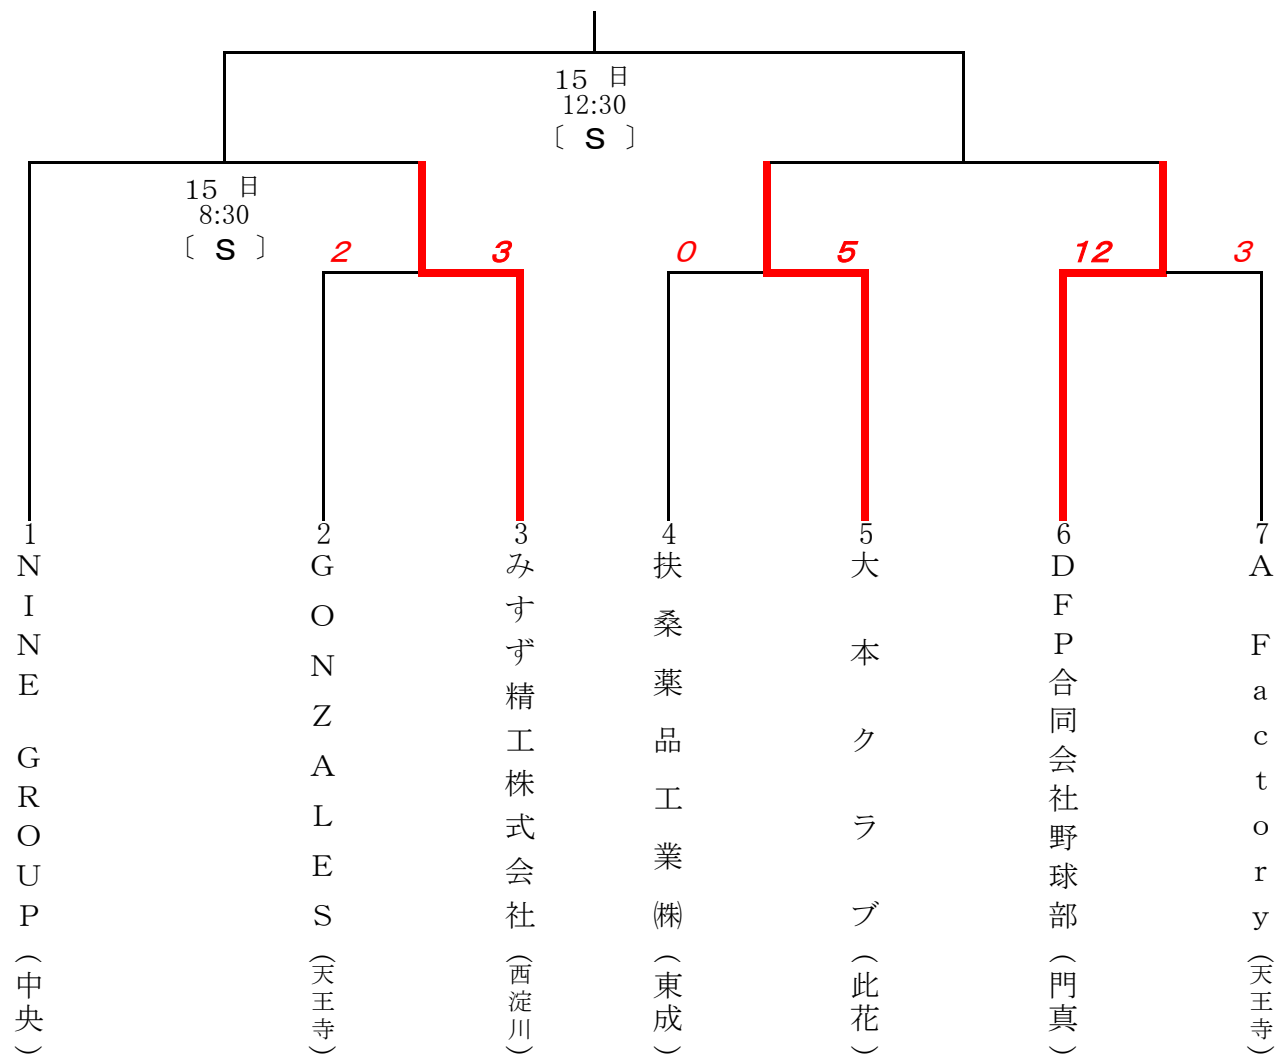 15 日
12:30
〔 S 〕
15 日
8:30
〔 S 〕
2
3
0
5
12
3
1
2
3
4
5
6
7
NINE GROUP(中央)
GONZALES(天王寺)
みすず精工株式会社(西淀川)
扶桑薬品工業㈱(東成)
大本クラブ(此花)
DFP合同会社野球部(門真)
A Factory(天王寺)